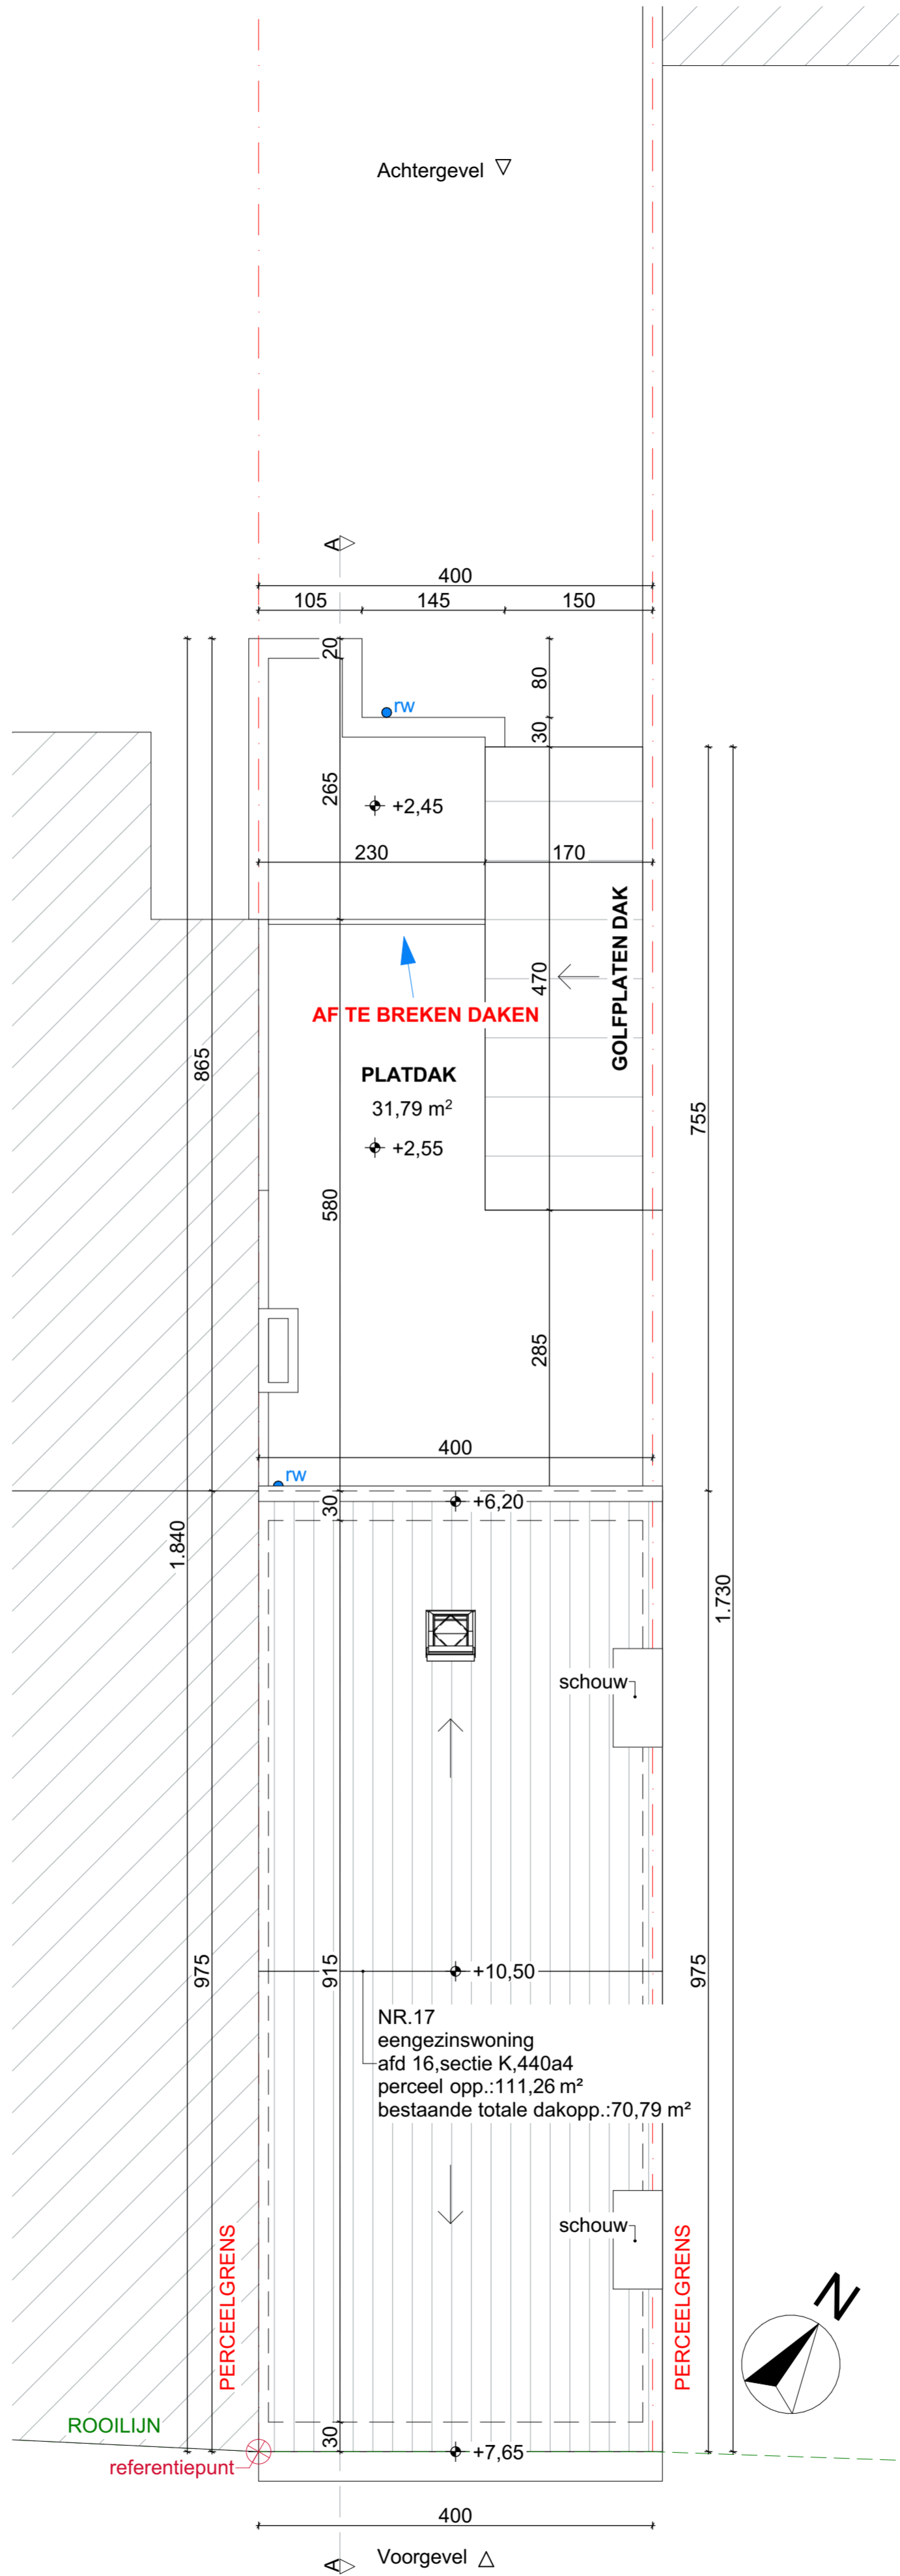 Achtergevel
A
400
105 145 150
20
80
rw
30
265
+2,45
230 170
GOLFPLATEN DAK
470
AF TE BREKEN DAKEN
865
PLATDAK
31,79 m²
755
+2,55
580
285
400
rw
30
+6,20
1.840
1.730
schouw
975
915
+10,50
975
NR.17
eengezinswoning
afd 16,sectie K,440a4
perceel opp.:111,26 m²
bestaande totale dakopp.:70,79 m²
schouw
PERCEELGRENS
PERCEELGRENS
N
ROOILIJN
30
+7,65
referentiepunt
400
A
Voorgevel